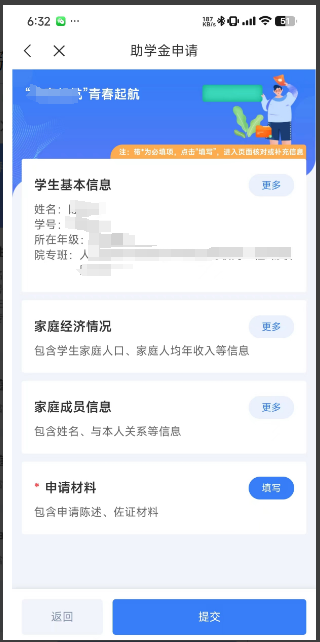 6:32
187
KB/s
51
助学金申请
青春起航
注：带*为必填项，点击"填写"，进入页面核对或补充信息
学生基本信息
更多
姓名：
学号：
所在年级：
院专班：人
家庭经济情况
更多
包含学生家庭人口、家庭人均年收入等信息
家庭成员信息
更多
包含姓名、与本人关系等信息
* 申请材料
填写
包含申请陈述、佐证材料
返回
提交